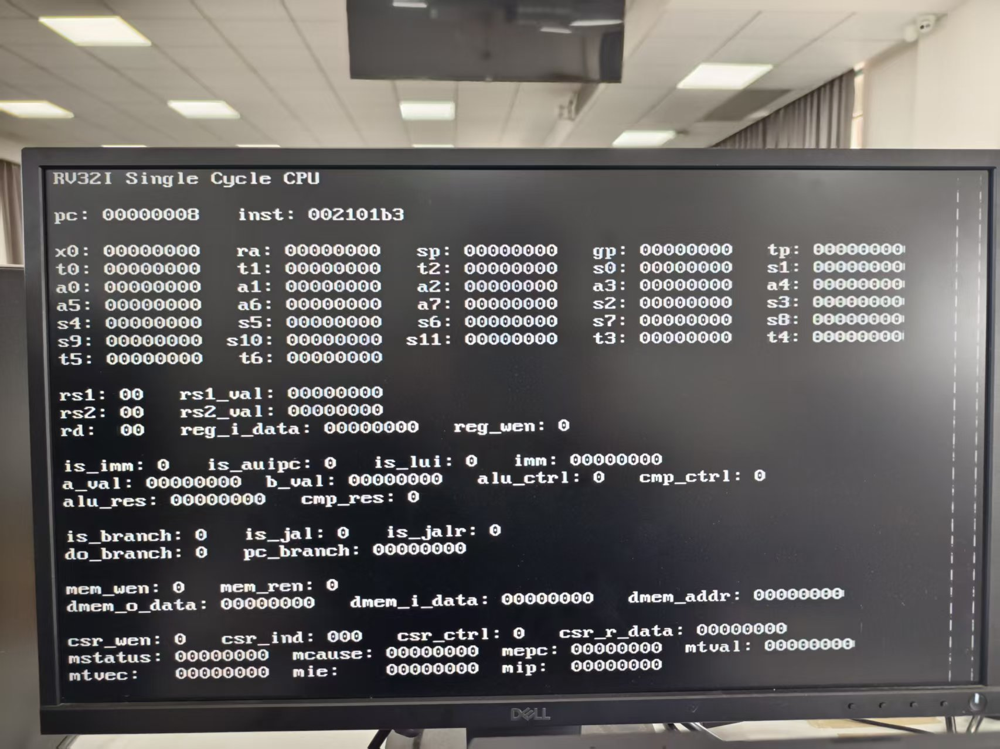 RV32I Single Cycle CPU
pc: 00000008 inst: 002101b3
x0: 00000000 ra: 00000000 sp: 00000000 gp: 00000000 tp: 00000000
t0: 00000000 t1: 00000000 t2: 00000000 s0: 00000000 s1: 00000000
a0: 00000000 a1: 00000000 a2: 00000000 a3: 00000000 a4: 00000000
a5: 00000000 a6: 00000000 a7: 00000000 s2: 00000000 s3: 00000000
s4: 00000000 s5: 00000000 s6: 00000000 s7: 00000000 s8: 00000000
s9: 00000000 s10: 00000000 s11: 00000000 t3: 00000000 t4: 00000000
t5: 00000000 t6: 00000000
rs1: 00 rs1_val: 00000000
rs2: 00 rs2_val: 00000000
rd: 00 reg_i_data: 00000000 reg_wen: 0
is_imm: 0 is_auipc: 0 is_lui: 0 imm: 00000000
a_val: 00000000 b_val: 00000000 alu_ctrl: 0 cmp_ctrl: 0
alu_res: 00000000 cmp_res: 0
is_branch: 0 is_jal: 0 is_jalr: 0
do_branch: 0 pc_branch: 00000000
mem_wen: 0 mem_ren: 0
dmem_o_data: 00000000 dmem_i_data: 00000000 dmem_addr: 00000000
csr_wen: 0 csr_ind: 000 csr_ctrl: 0 csr_r_data: 00000000
mstatus: 00000000 mcause: 00000000 mepc: 00000000 mtval: 00000000
mtvec: 00000000 mie: 00000000 mip: 00000000
DELL